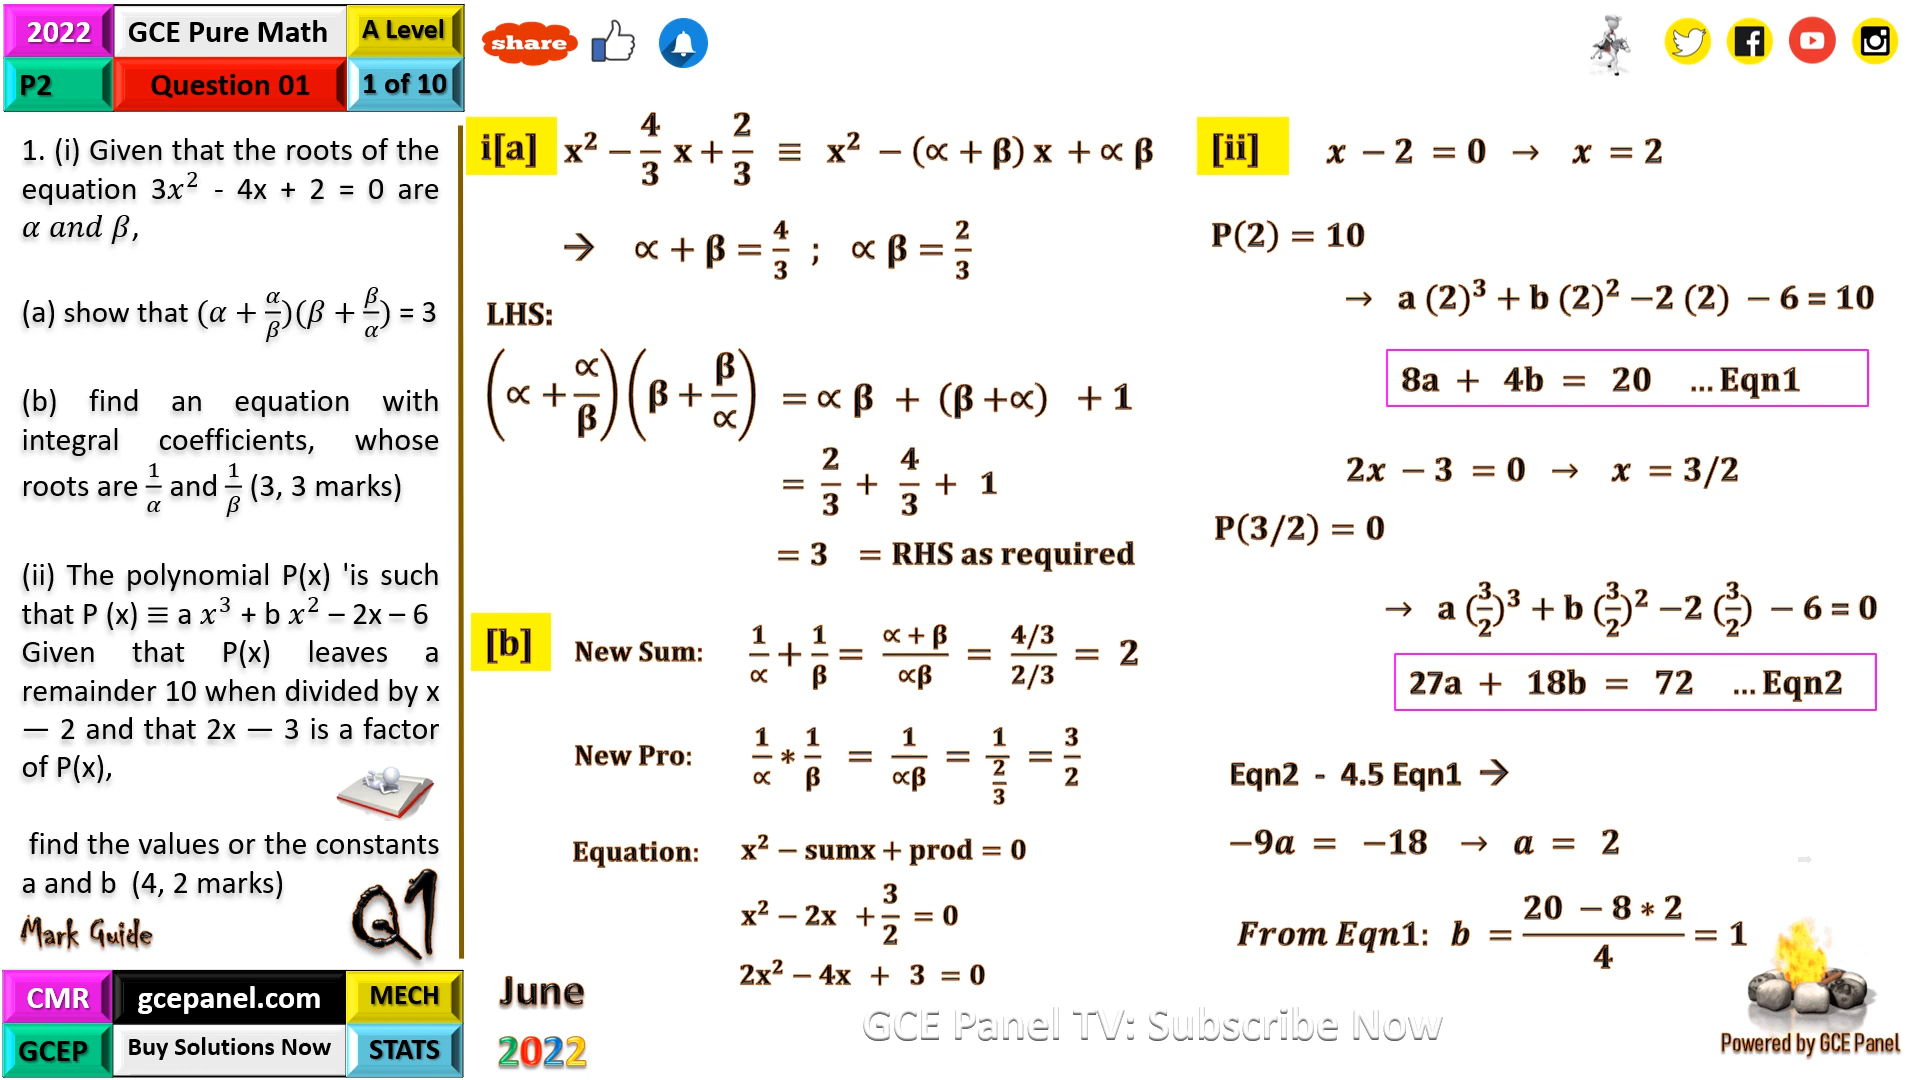 2022 GCE Pure Math A Level
P2 Question 01 1 of 10
share
1. (i) Given that the roots of the
equation 3x² - 4x + 2 = 0 are
α and β,
(a) show that (α + α/β)(β + β/α) = 3
(b) find an equation with
integral coefficients, whose
roots are 1/α and 1/β (3, 3 marks)
(ii) The polynomial P(x) 'is such
that P (x) ≡ a x³ + b x² – 2x – 6
Given that P(x) leaves a
remainder 10 when divided by x
— 2 and that 2x — 3 is a factor
of P(x),
find the values or the constants
a and b (4, 2 marks)
Mark Guide
Q1
CMR gcepanel.com MECH
GCEP Buy Solutions Now STATS
i[a] x² − 4/3 x + 2/3 ≡ x² − (∝ + β) x + ∝ β
→ ∝ + β = 4/3 ; ∝ β = 2/3
LHS:
(∝ + ∝/β)(β + β/∝) = ∝ β + (β +∝) + 1
= 2/3 + 4/3 + 1
= 3 = RHS as required
[b] New Sum: 1/∝ + 1/β = ∝ + β/∝β = 4/3/2/3 = 2
New Pro: 1/∝ * 1/β = 1/∝β = 1/2/3 = 3/2
Equation: x² − sumx + prod = 0
x² − 2x + 3/2 = 0
2x² − 4x + 3 = 0
June
2022
[ii] x − 2 = 0 → x = 2
P(2) = 10
→ a (2)³ + b (2)² −2 (2) − 6 = 10
8a + 4b = 20 ... Eqn1
2x − 3 = 0 → x = 3/2
P(3/2) = 0
→ a (3/2)³ + b (3/2)² −2 (3/2) − 6 = 0
27a + 18b = 72 ... Eqn2
Eqn2 - 4.5 Eqn1 →
−9a = −18 → a = 2
From Eqn1: b = 20 − 8 * 2/4 = 1
GCE Panel TV: Subscribe Now
Powered by GCE Panel